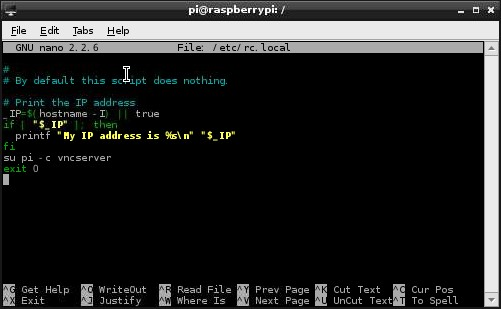 pi@raspberrypi: /
File Edit Tabs Help
GNU nano 2.2.6 File: /etc/rc.local
#
# By default this script does nothing.
# Print the IP address
_IP=$(hostname -I) || true
if [ "$_IP" ]; then
printf "My IP address is %s\n" "$_IP"
fi
su pi -c vncserver
exit 0
^G Get Help ^O WriteOut ^R Read File ^Y Prev Page ^K Cut Text ^C Cur Pos
^X Exit ^J Justify ^W Where Is ^V Next Page ^U UnCut Text ^T To Spell